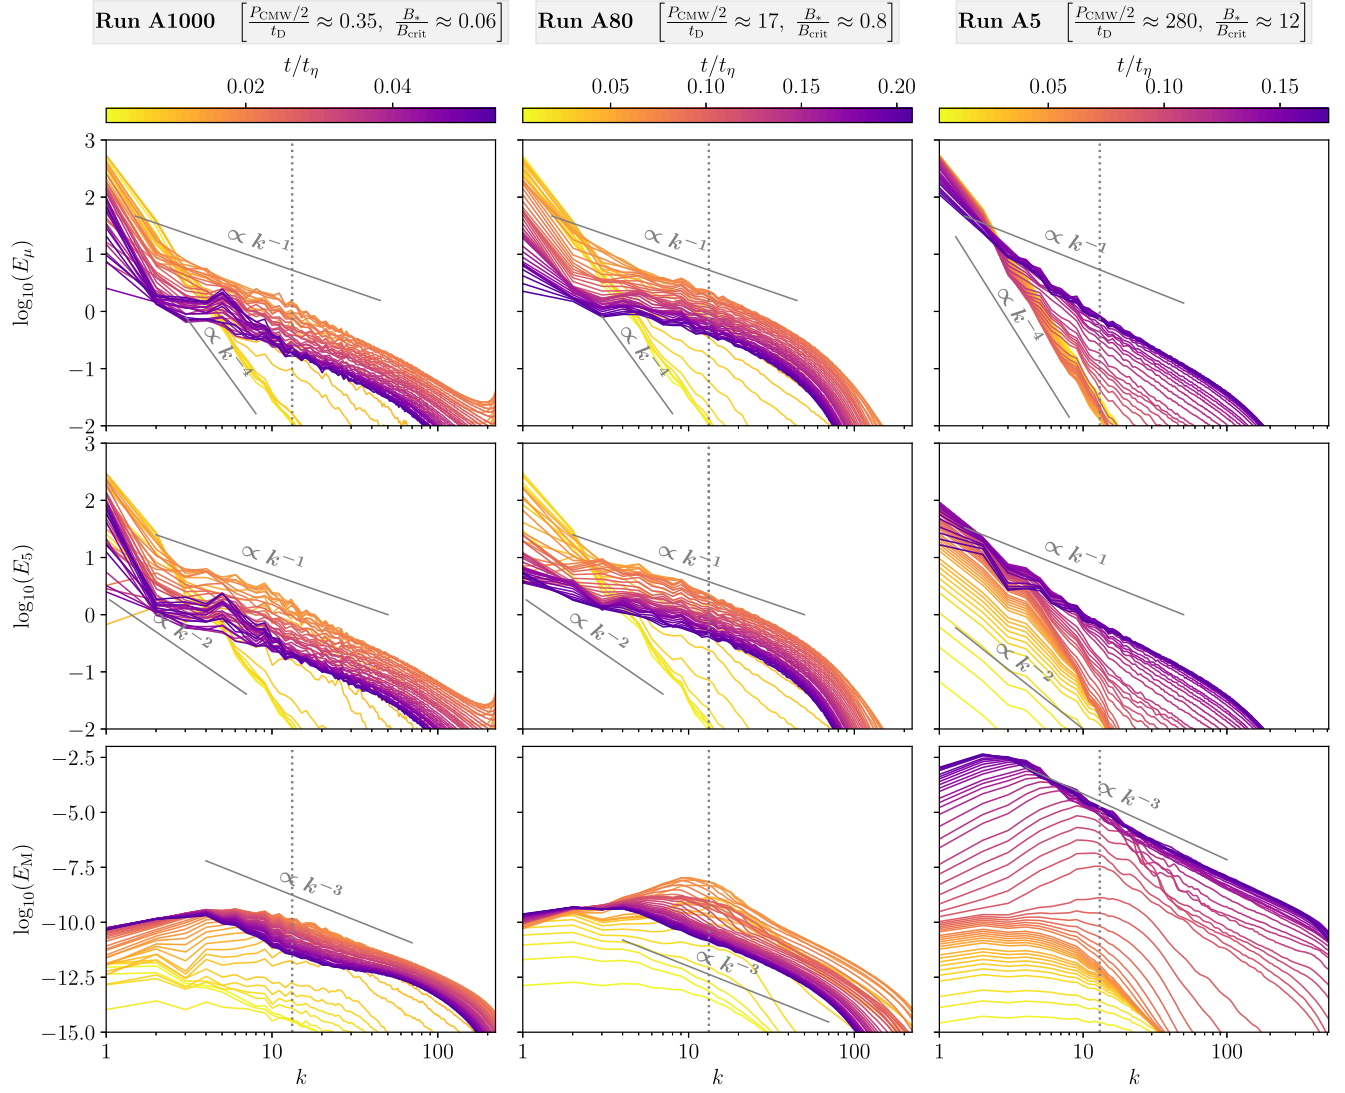 Run A1000 [P_CMW/2 / t_D ≈ 0.35, B_* / B_crit ≈ 0.06]
Run A80 [P_CMW/2 / t_D ≈ 17, B_* / B_crit ≈ 0.8]
Run A5 [P_CMW/2 / t_D ≈ 280, B_* / B_crit ≈ 12]
t/t_η t/t_η t/t_η
0.02 0.04
0.05 0.10 0.15 0.20
0.05 0.10 0.15
log₁₀(E_μ)
3
2
1
0
−1
−2
∝ k⁻¹
∝ k⁻⁴
∝ k⁻¹
∝ k⁻⁴
∝ k⁻¹
∝ k⁻⁴
log₁₀(E₅)
3
2
1
0
−1
−2
∝ k⁻¹
∝ k⁻²
∝ k⁻¹
∝ k⁻²
∝ k⁻¹
∝ k⁻²
log₁₀(E_M)
−2.5
−5.0
−7.5
−10.0
−12.5
−15.0
∝ k⁻³
∝ k⁻³
∝ k⁻³
1 10 100
1 10 100
1 10 100
k k k